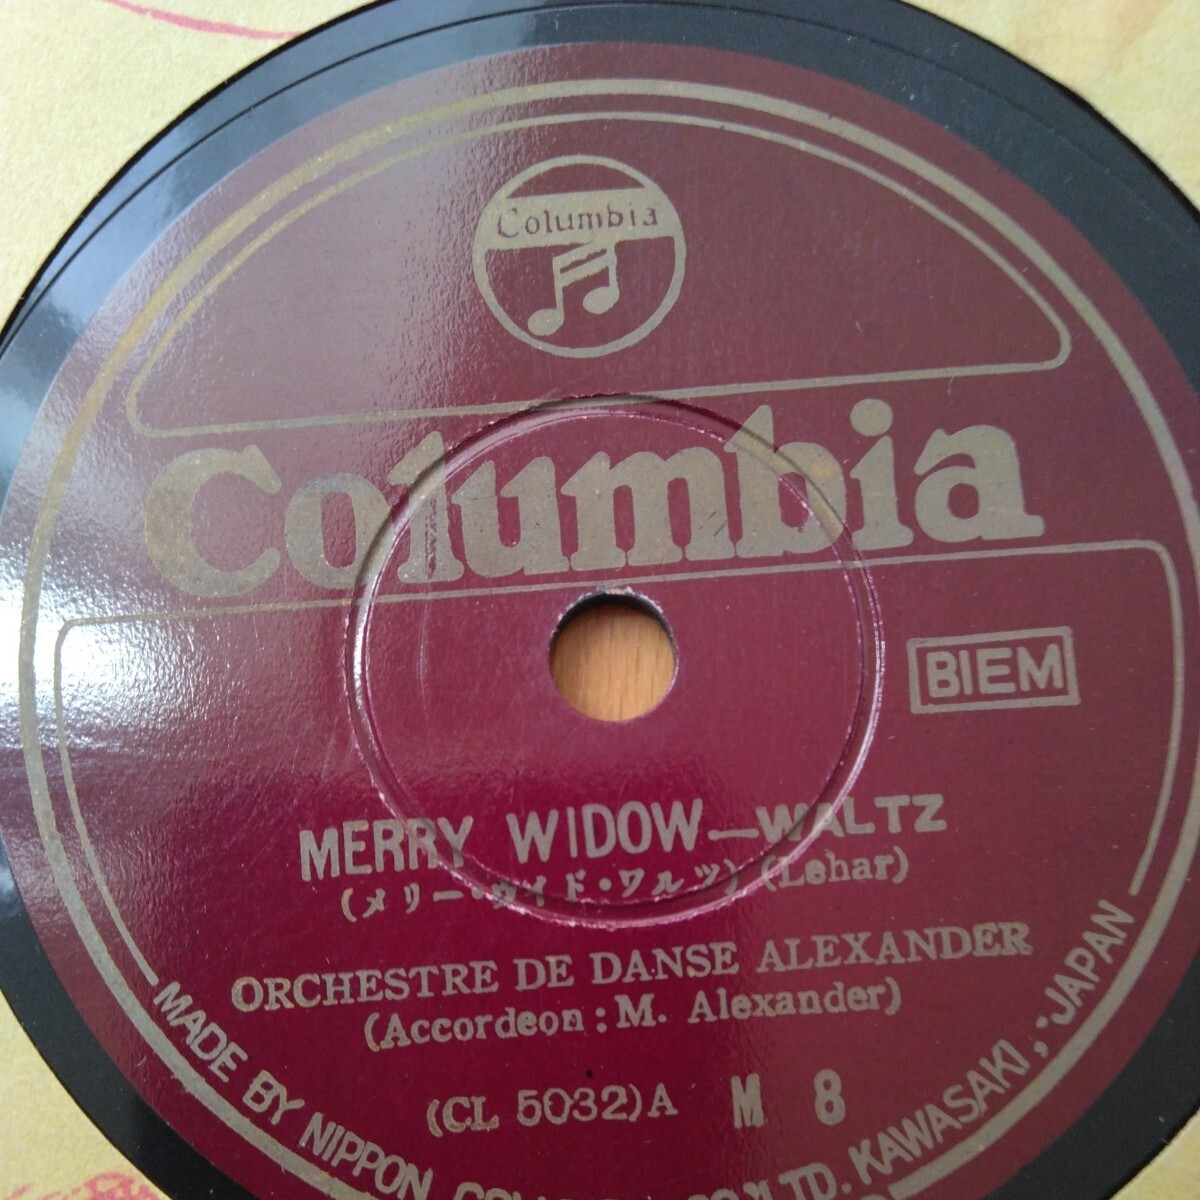 Columbia
Columbia
BIEM
MERRY WIDOW—WALTZ
(メリー・ウイド・ワルツ) (Lehar)
ORCHESTRE DE DANSE ALEXANDER
(Accordeon : M. Alexander)
(CL 5032)A M 8
MADE BY NIPPON LTD. KAWASAKI, JAPAN